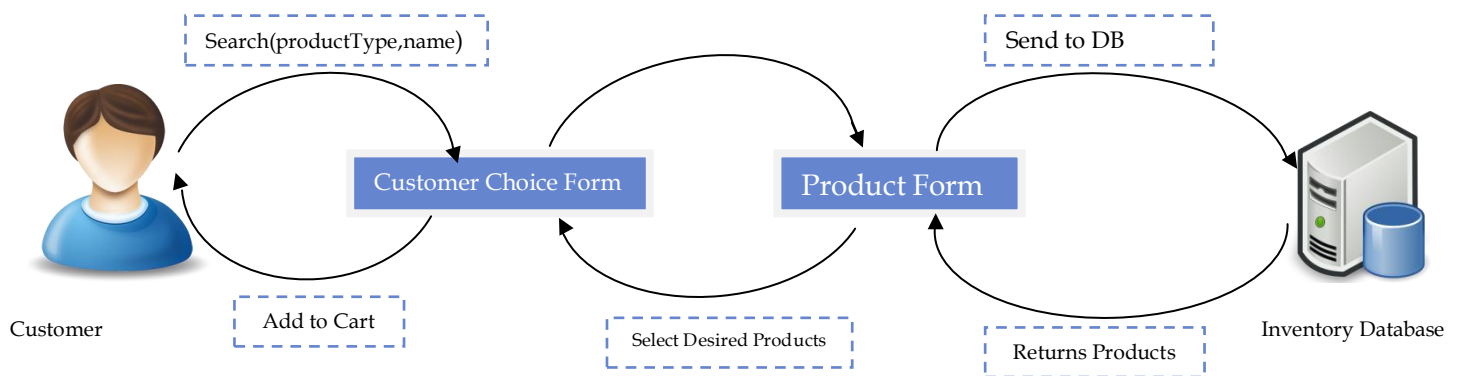 Search(productType,name)
Send to DB
Customer Choice Form
Product Form
Customer
Add to Cart
Select Desired Products
Returns Products
Inventory Database